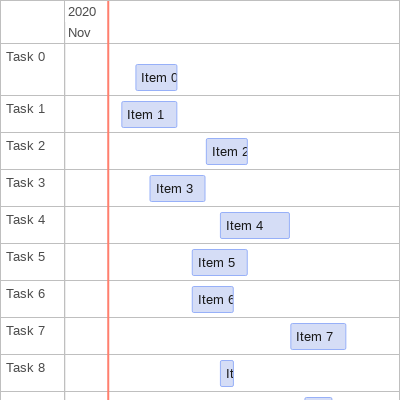 2020
Nov
Task 0
Item 0
Task 1
Item 1
Task 2
Item 2
Task 3
Item 3
Task 4
Item 4
Task 5
Item 5
Task 6
Item 6
Task 7
Item 7
Task 8
It